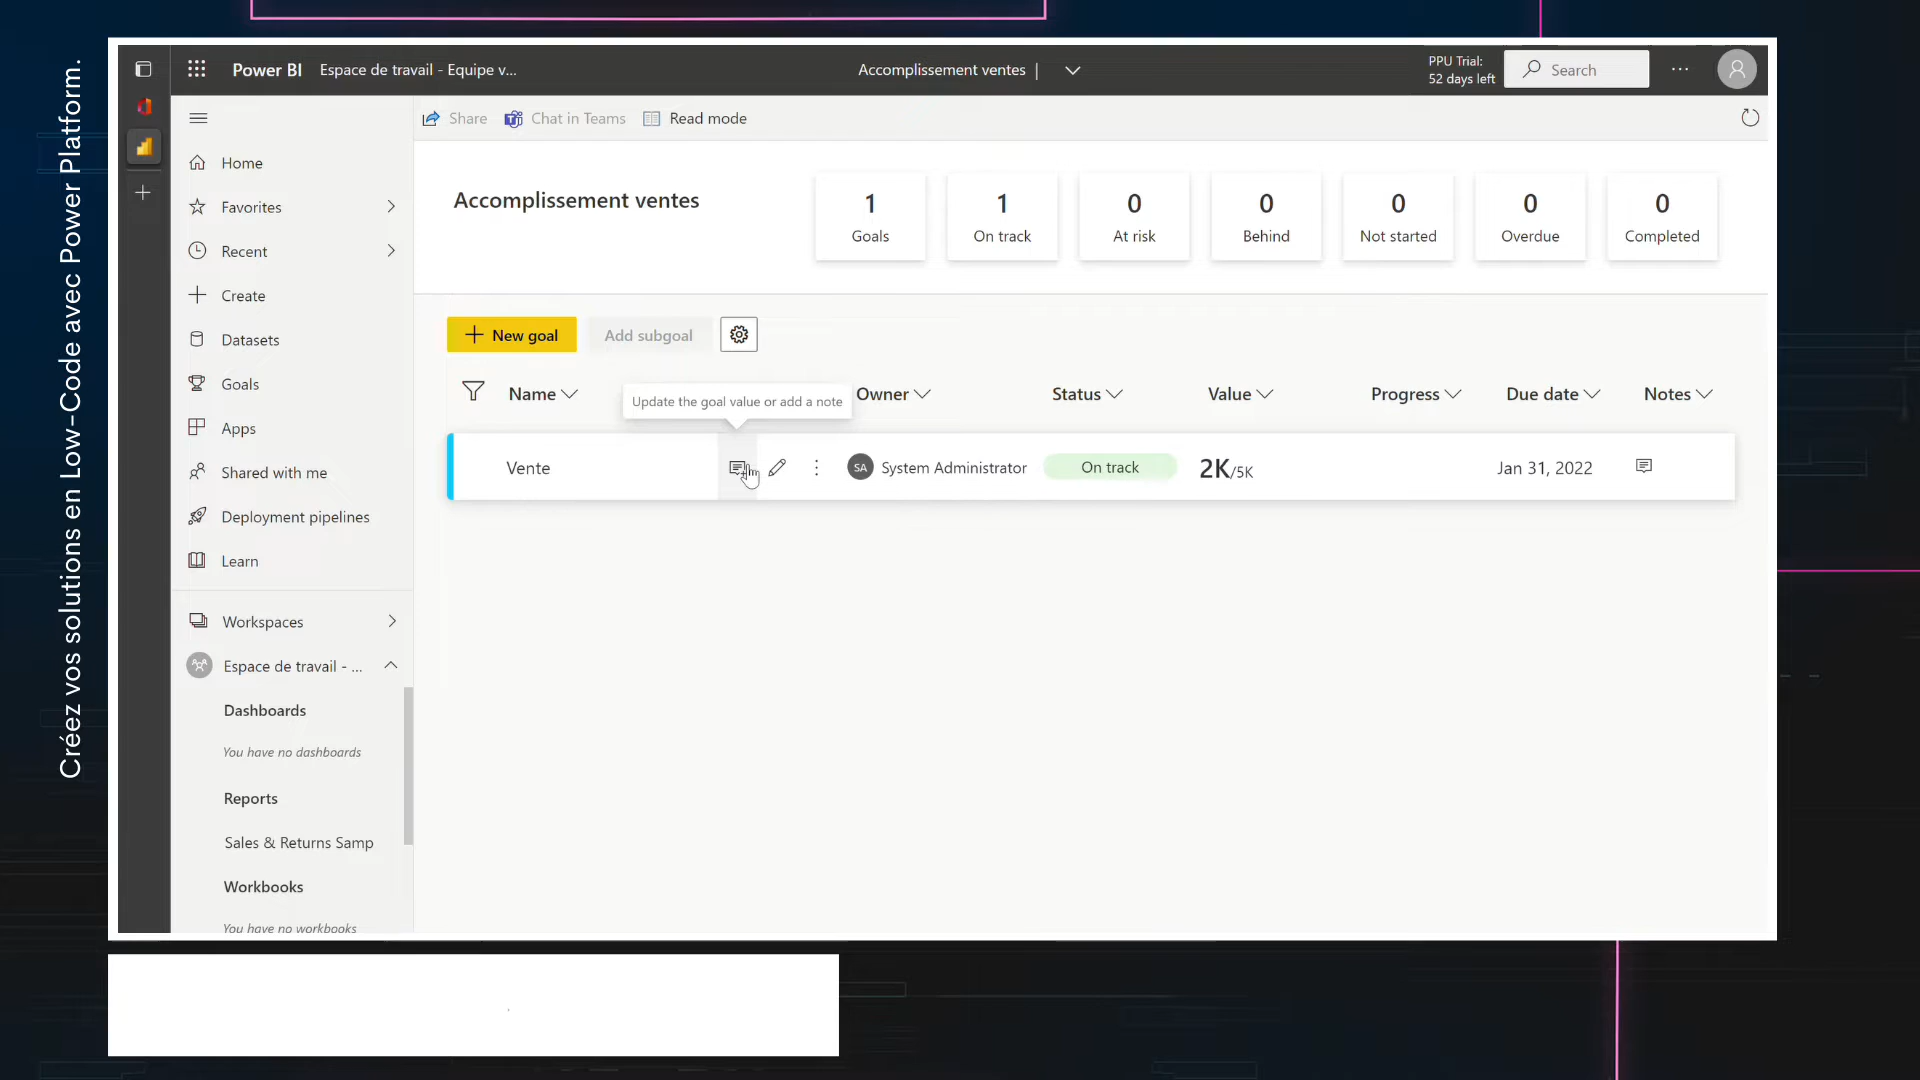 Créez vos solutions en Low-Code avec Power Platform.
Power BI Espace de travail - Equipe v...
Accomplissement ventes |
PPU Trial:
52 days left
Search
Share
Chat in Teams
Read mode
Home
Favorites
Recent
Create
Datasets
Goals
Apps
Shared with me
Deployment pipelines
Learn
Workspaces
Espace de travail - ...
Dashboards
You have no dashboards
Reports
Sales & Returns Samp
Workbooks
You have no workbooks
Accomplissement ventes
1
Goals
1
On track
0
At risk
0
Behind
0
Not started
0
Overdue
0
Completed
New goal
Add subgoal
Name
Update the goal value or add a note
Owner
Status
Value
Progress
Due date
Notes
Vente
SA
System Administrator
On track
2K/5K
Jan 31, 2022